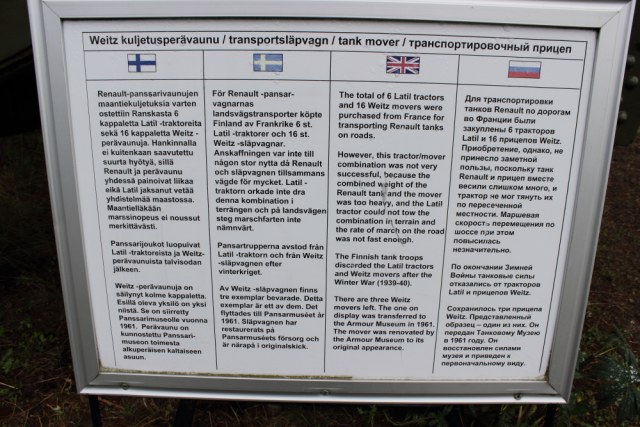 Weitz kuljetusperävaunu / transportsläpvagn / tank mover / транспортировочный прицеп
Renault-panssarivaunujen
maantiekuljetuksia varten
ostettiin Ranskasta 6
kappaletta Latil -traktoreita
sekä 16 kappaletta Weitz -
perävaunuja. Hankinnalla
ei kuitenkaan saavutettu
suurta hyötyä, sillä
Renault ja perävaunu
yhdessä painoivat liikaa
eikä Latil jaksanut vetää
yhdistelmää maastossa.
Maantielläkään
marssinopeus ei noussut
merkittävästi.
Panssarijoukot luopuivat
Latil -traktoreista ja Weitz-
perävaunuista talvisodan
jälkeen.
Weitz -perävaunuja on
säilynyt kolme kappaletta.
Esillä oleva yksilö on yksi
niistä. Se on siirretty
Panssarimuseolle vuonna
1961. Perävaunu on
kunnostettu Panssari-
museon toimesta
alkuperäisen kaltaiseen
asuun.
För Renault -pansar-
vagnarnas
landsvägstransporter köpte
Finland av Frankrike 6 st.
Latil -traktorer och 16 st.
Weitz -släpvagnar.
Anskaffningen var inte till
någon stor nytta då Renault
och släpvagnen tillsammans
vägde för mycket. Latil -
traktorn orkade inte dra
denna kombination i
terrängen och på landsvägen
steg marschfarten inte
nämnvärt.
Pansartrupperna avstod från
Latil -traktorn och från Weitz
-släpvagnen efter
vinterkriget.
Av Weitz -släpvagnen finns
tre exemplar bevarade. Detta
exemplar är ett av dem. Det
flyttades till Pansarmuséet år
1961. Släpvagnen har
restaurerats på
Pansarmuséets försorg och
är närapå i originalskick.
The total of 6 Latil tractors
and 16 Weitz movers were
purchased from France for
transporting Renault tanks
on roads.
However, this tractor/mover
combination was not very
successful, because the
combined weight of the
Renault tank and the mover
was too heavy, and the Latil
tractor could not tow the
combination in terrain and
the rate of march on the road
was not fast enough.
The Finnish tank troops
discarded the Latil tractors
and Weitz movers after the
Winter War (1939-40).
There are three Weitz
movers left. The one on
display was transferred to
the Armour Museum in 1961.
The mover was renovated by
the Armour Museum to its
original appearance.
Для транспортировки
танков Renault по дорогам
во Франции были
закуплены 6 тракторов
Latil и 16 прицепов Weitz.
Приобретение, однако, не
принесло заметной
пользы, поскольку танк
Renault и прицеп вместе
весили слишком много, и
трактор не мог тянуть их
по пересеченной
местности. Маршевая
скорость перемещения по
шоссе при этом
повысилась
незначительно.
По окончании Зимней
Войны танковые силы
отказались от тракторов
Latil и прицепов Weitz.
Сохранилось три прицепа
Weitz. Представленный
образец – один из них. Он
передан Танковому Музею
в 1961 году. Он
восстановлен силами
музея и приведен к
первоначальному виду.